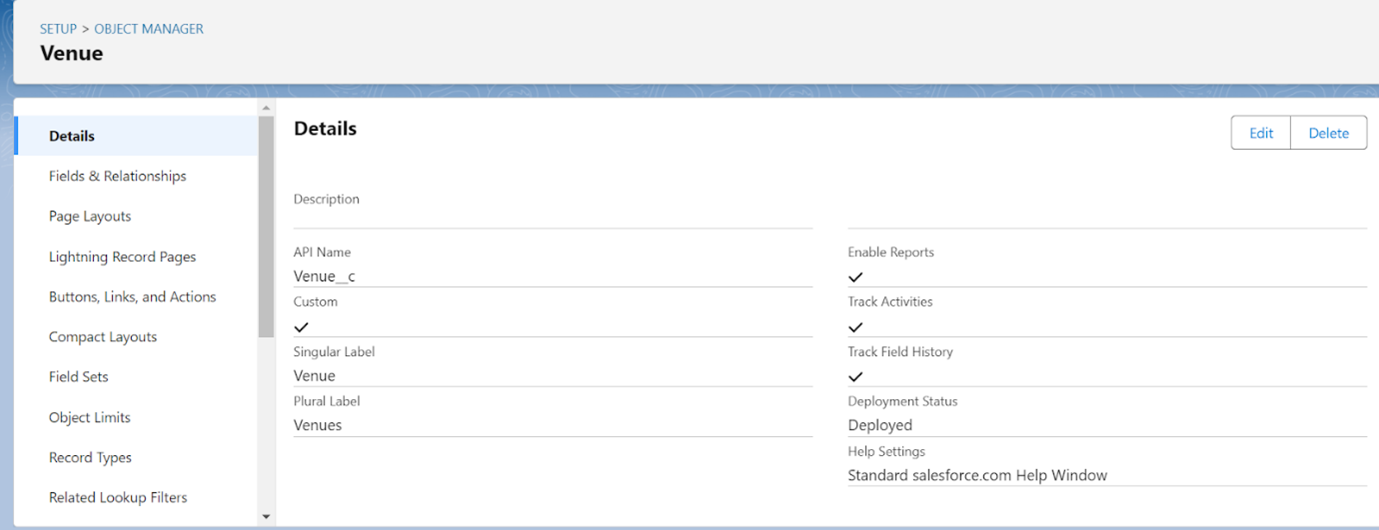 SETUP > OBJECT MANAGER
Venue
Details
Fields & Relationships
Page Layouts
Lightning Record Pages
Buttons, Links, and Actions
Compact Layouts
Field Sets
Object Limits
Record Types
Related Lookup Filters
Details
Edit
Delete
Description
API Name
Venue__c
Custom
Singular Label
Venue
Plural Label
Venues
Enable Reports
Track Activities
Track Field History
Deployment Status
Deployed
Help Settings
Standard salesforce.com Help Window